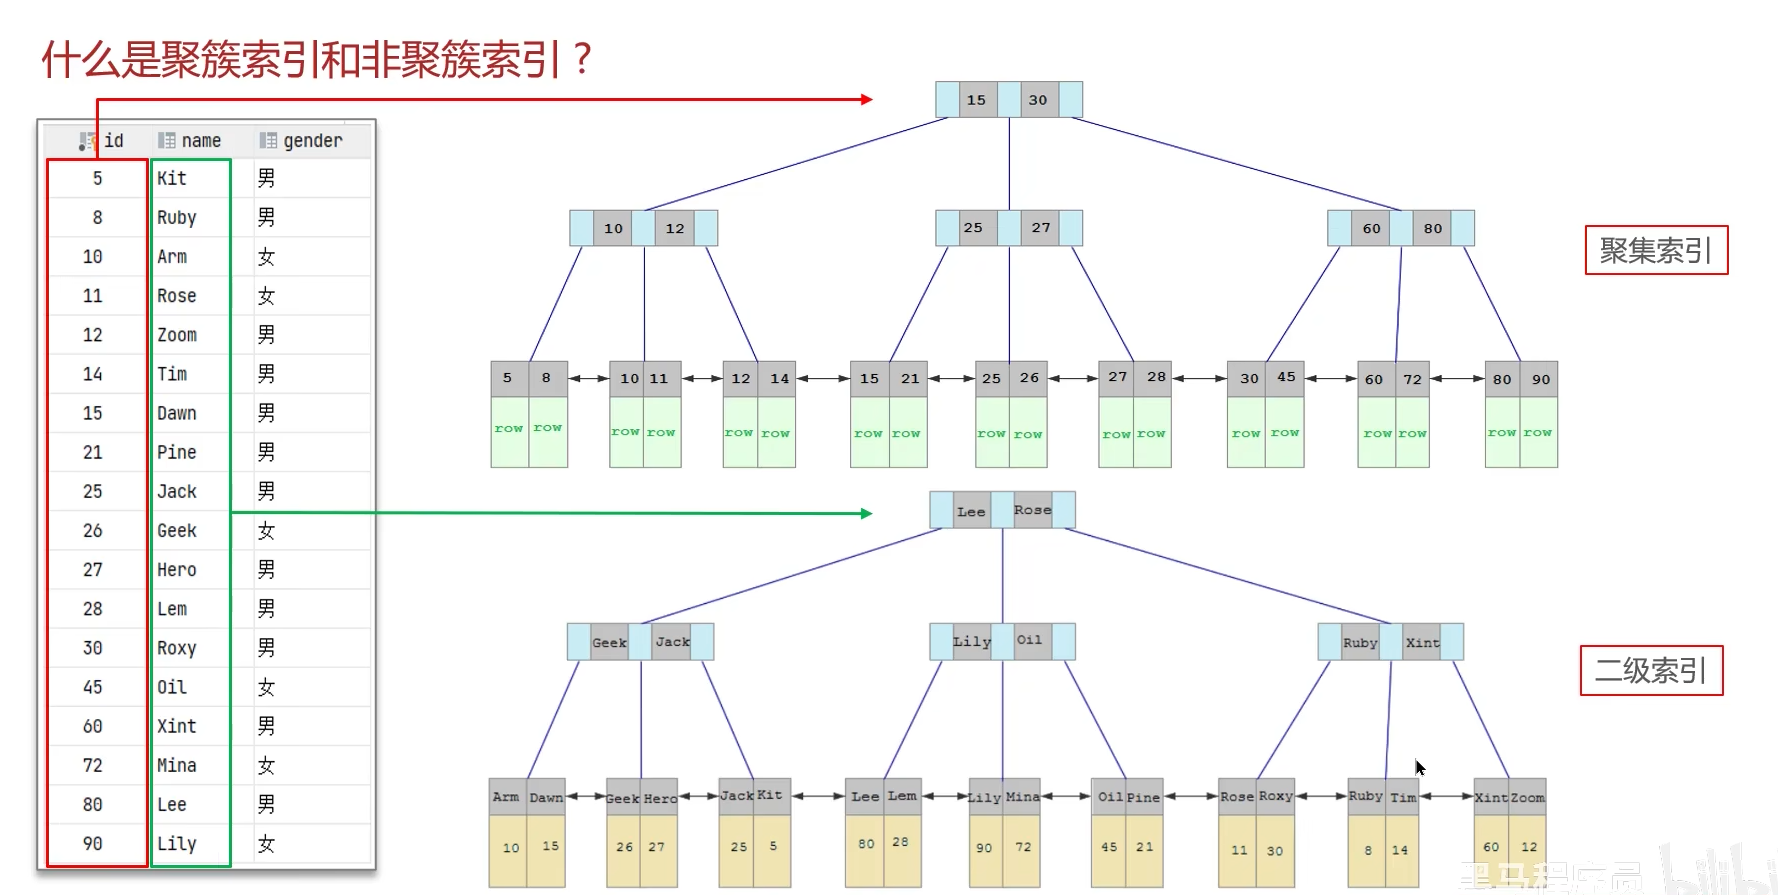 什么是聚簇索引和非聚簇索引？
id name gender
5 Kit 男
8 Ruby 男
10 Arm 女
11 Rose 女
12 Zoom 男
14 Tim 男
15 Dawn 男
21 Pine 男
25 Jack 男
26 Geek 女
27 Hero 男
28 Lem 男
30 Roxy 男
45 Oil 女
60 Xint 男
72 Mina 女
80 Lee 男
90 Lily 女
15 30
10 12 25 27 60 80
聚集索引
5 8 10 11 12 14 15 21 25 26 27 28 30 45 60 72 80 90
row row row row row row row row row row row row row row row row row row
Lee Rose
Geek Jack Lily Oil Ruby Xint
二级索引
Arm Dawn Geek Hero Jack Kit Lee Lem Lily Mina Oil Pine Rose Roxy Ruby Tim Xint Zoom
10 15 26 27 25 5 80 28 90 72 45 21 11 30 8 14 60 12
黑马程序员 bilibili